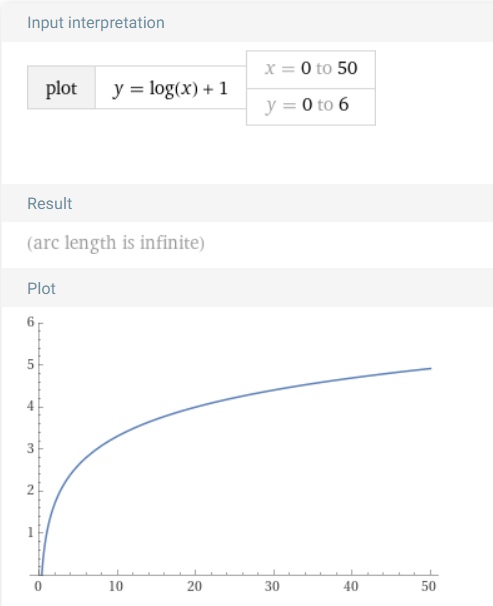 Input interpretation
plot y = log(x) + 1
x = 0 to 50
y = 0 to 6
Result
(arc length is infinite)
Plot
6
5
4
3
2
1
0 10 20 30 40 50